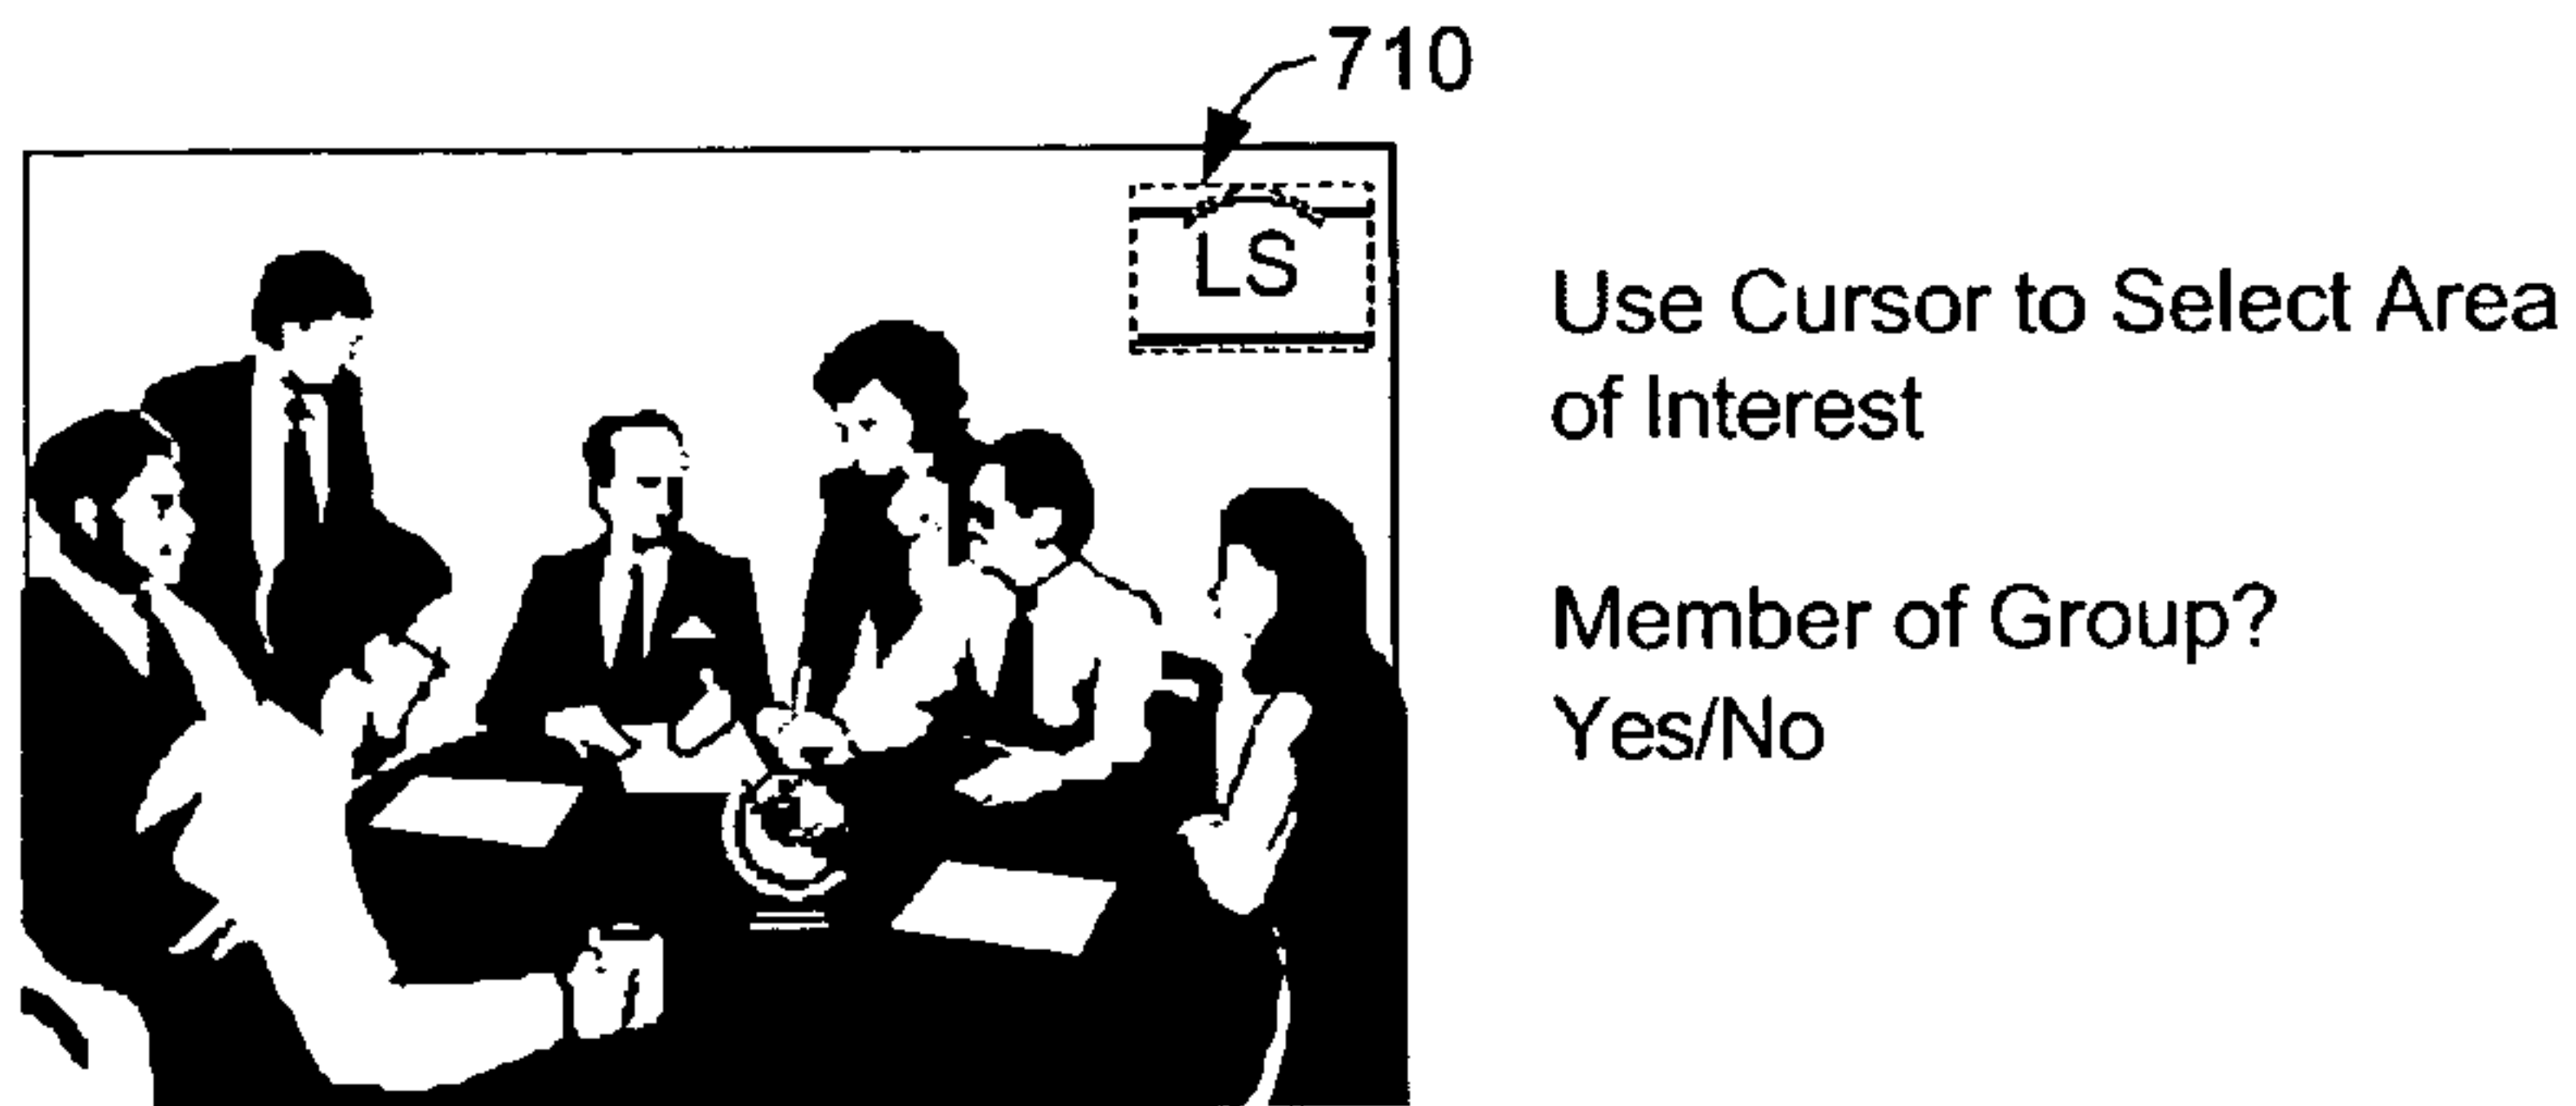 710
LS
Use Cursor to Select Area
of Interest
Member of Group?
Yes/No